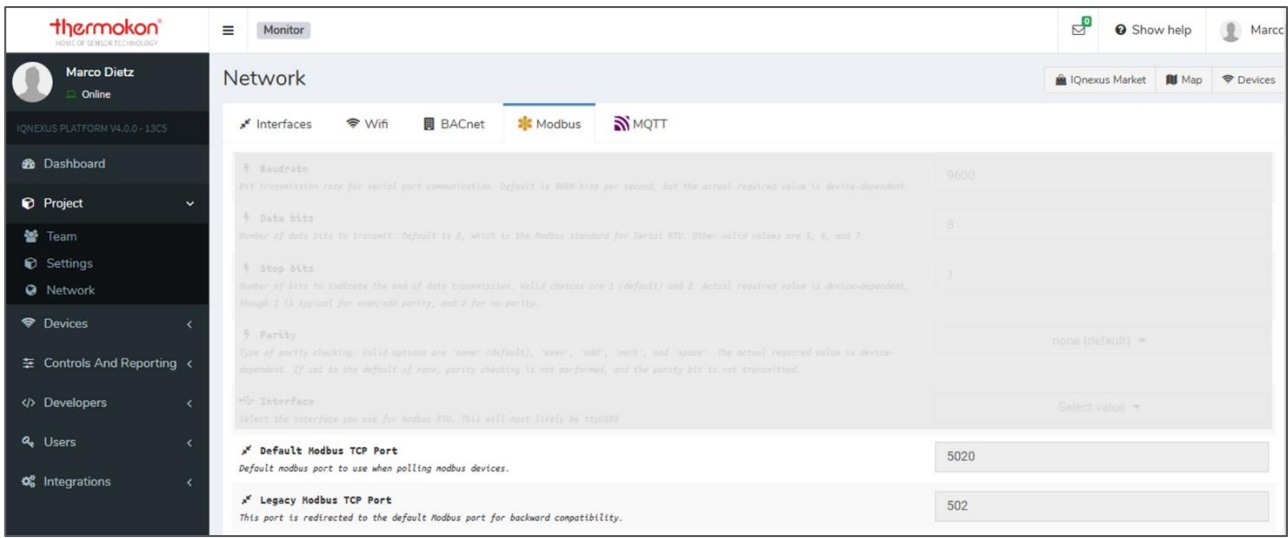 thermokon®
HOME OF SENSOR TECHNOLOGY
Monitor
0
Show help
Marco
Marco Dietz
Online
IQNEXUS PLATFORM V4.0.0 - 13C5
Dashboard
Project
Team
Settings
Network
Devices
Controls And Reporting
Developers
Users
Integrations
Network
IQnexus Market
Map
Devices
Interfaces
Wifi
BACnet
Modbus
MQTT
Baudrate
Bit transmission rate for serial port communication. Default is 9600 bits per second, but the actual required value is device-dependent
9600
Data bits
Number of data bits to transmit. Default is 8, which is the Modbus standard for Serial RTU. Other valid values are 5, 6, and 7.
8
Stop bits
Number of bits to indicate the end of data transmission. Valid choices are 1 (default) and 2. Actual required value is device-dependent,
though 1 is typical for even/odd parity, and 2 for no parity.
1
Parity
Type of parity checking. Valid options are 'none' (default), 'even', 'odd', 'mark', and 'space'. The actual required value is device-
dependent. If set to the default of none, parity checking is not performed, and the parity bit is not transmitted.
none (default)
Interface
Select the interface you use for modbus RTU. This will most likely be ttyUSB0
Select value
Default Modbus TCP Port
Default modbus port to use when polling modbus devices.
5020
Legacy Modbus TCP Port
This port is redirected to the default Modbus port for backward compatibility.
502